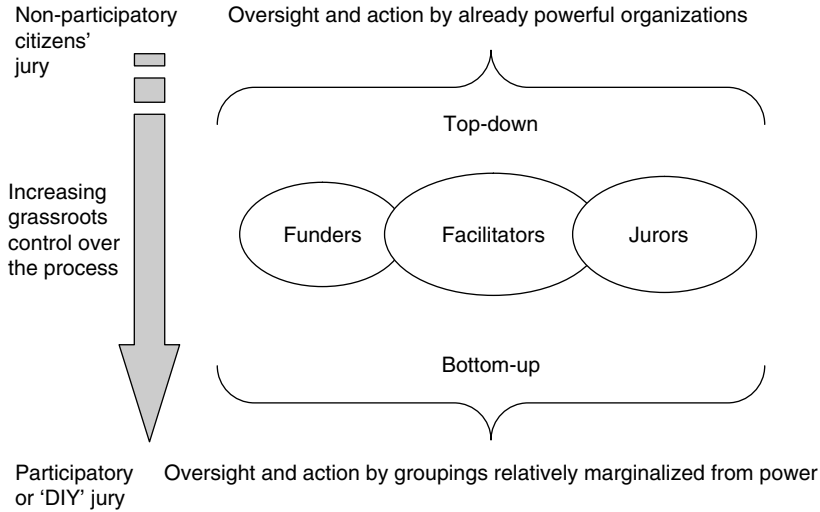 Non-participatory
citizens’
jury
Oversight and action by already powerful organizations
Top-down
Increasing
grassroots
control over
the process
Funders
Facilitators
Jurors
Bottom-up
Participatory
or ‘DIY’ jury
Oversight and action by groupings relatively marginalized from power